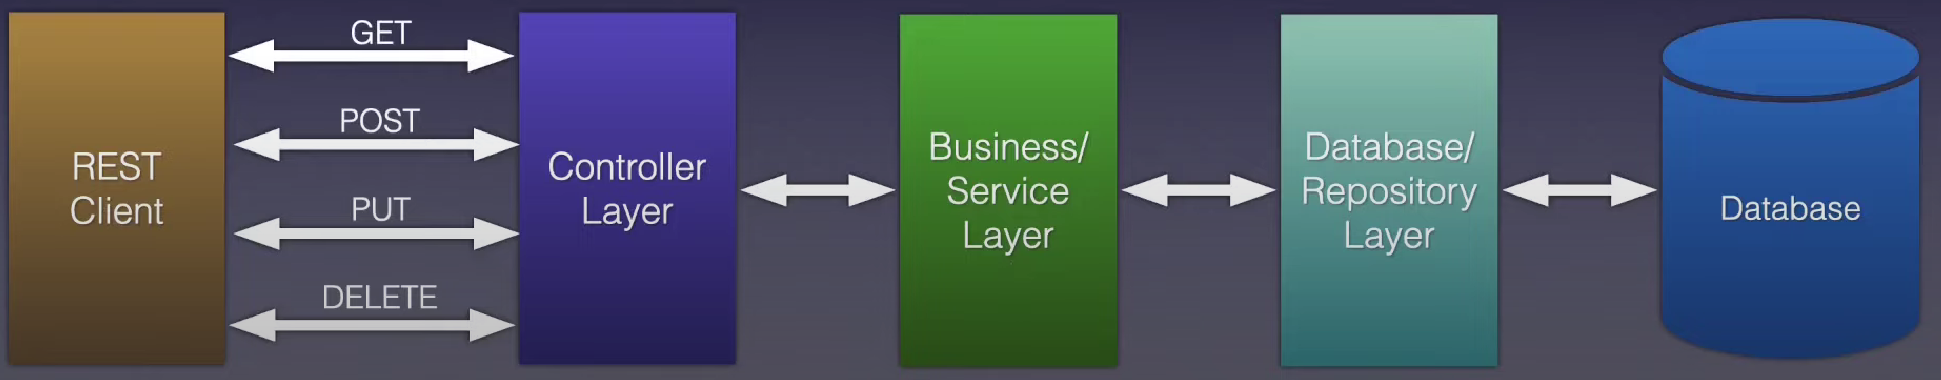 REST
Client
GET
POST
PUT
DELETE
Controller
Layer
Business/
Service
Layer
Database/
Repository
Layer
Database